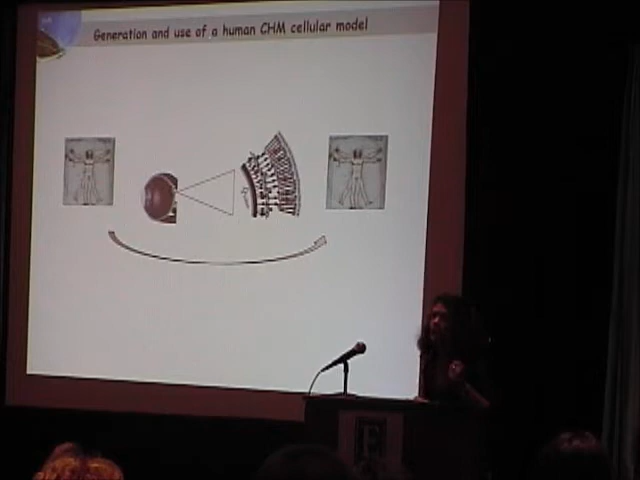 Generation and use of a human CHM cellular model
F